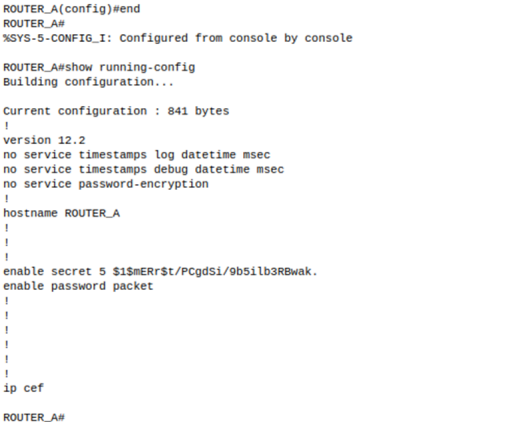 ROUTER_A(config)#end
ROUTER_A#
%SYS-5-CONFIG_I: Configured from console by console
ROUTER_A#show running-config
Building configuration...
Current configuration : 841 bytes
!
version 12.2
no service timestamps log datetime msec
no service timestamps debug datetime msec
no service password-encryption
!
hostname ROUTER_A
!
!
!
enable secret 5 $1$mERr$t/PCgdSi/9b5ilb3RBwak.
enable password packet
!
!
!
!
!
!
ip cef
ROUTER_A#